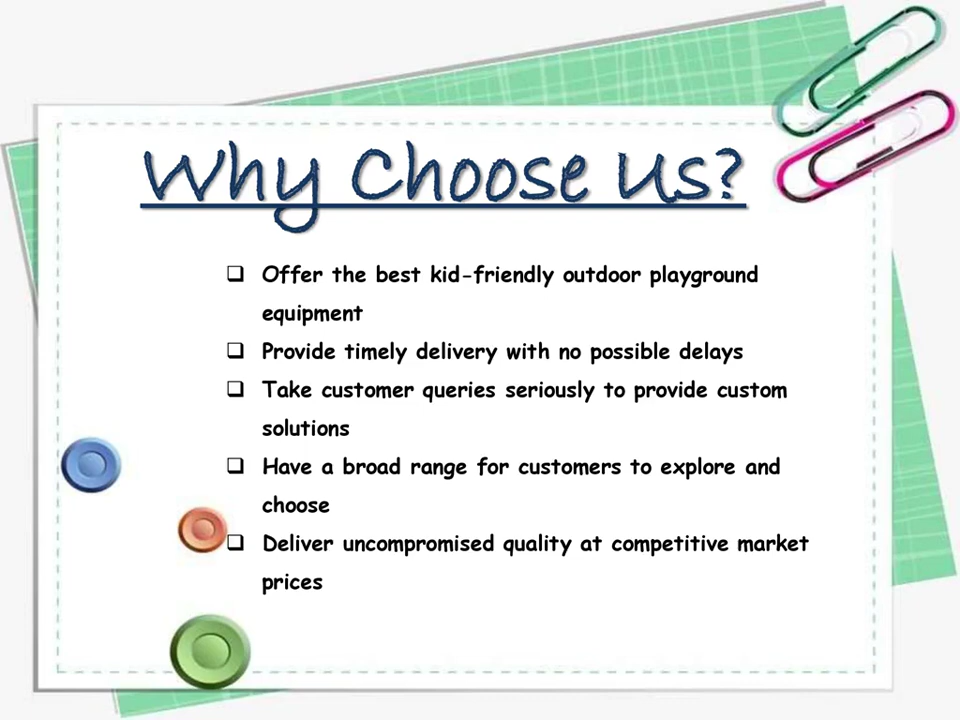 Why Choose Us?
❑ Offer the best kid-friendly outdoor playground
equipment
❑ Provide timely delivery with no possible delays
❑ Take customer queries seriously to provide custom
solutions
❑ Have a broad range for customers to explore and
choose
❑ Deliver uncompromised quality at competitive market
prices